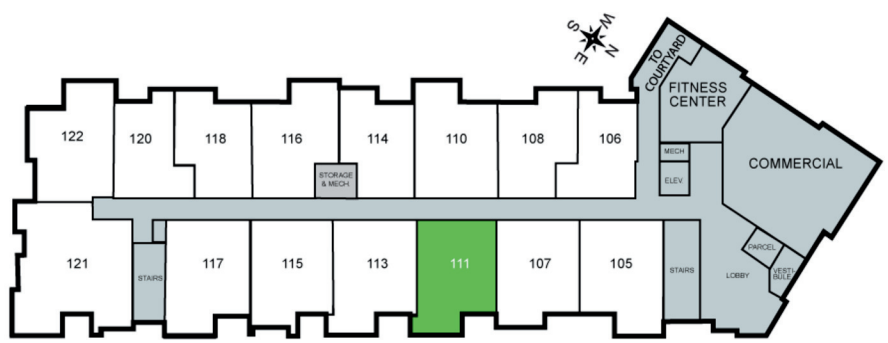 W
S
N
E
TO
COURTYARD
FITNESS
CENTER
122
120
118
116
114
110
108
106
MECH
COMMERCIAL
STORAGE
& MECH.
ELEV.
121
STAIRS
117
115
113
111
107
105
STAIRS
LOBBY
PARCEL
VESTI-
BULE